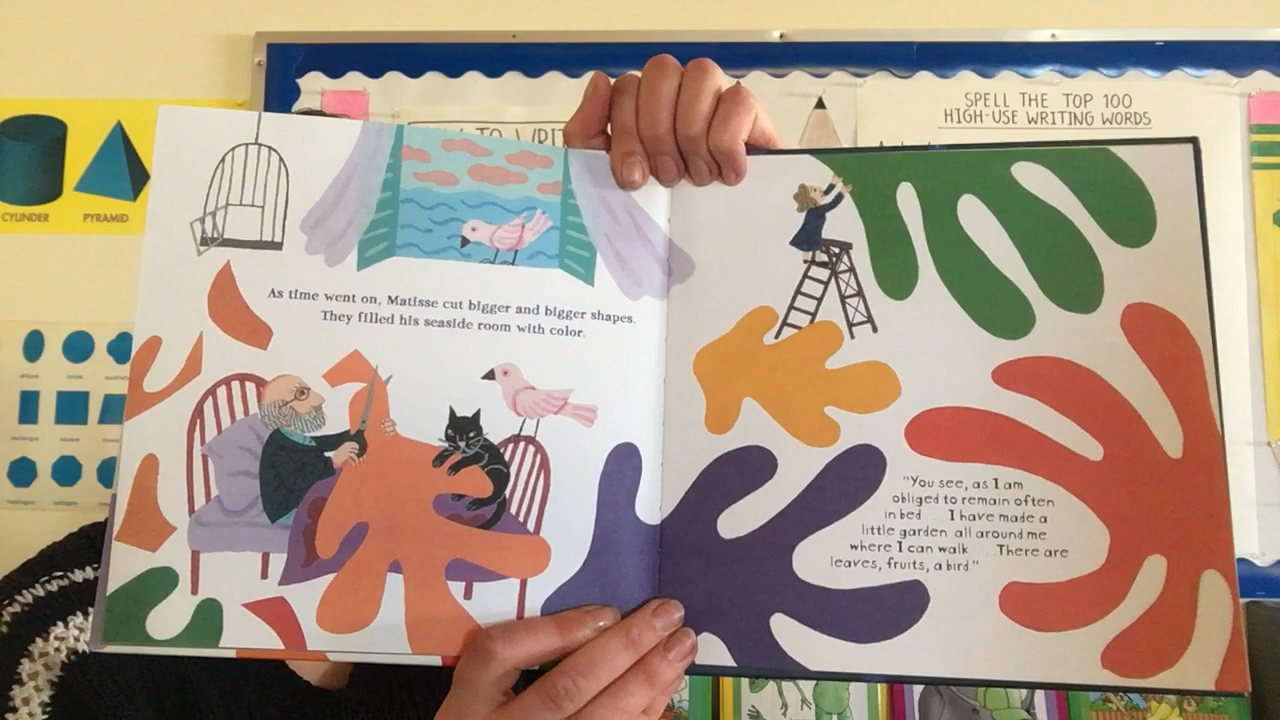 SPELL THE TOP 100
HIGH-USE WRITING WORDS
TO WRIT
CYLINDER
PYRAMID
As time went on, Matisse cut bigger and bigger shapes.
They filled his seaside room with color.
"You see, as I am
obliged to remain often
in bed ... I have made a
little garden all around me
where I can walk ... There are
leaves, fruits, a bird"